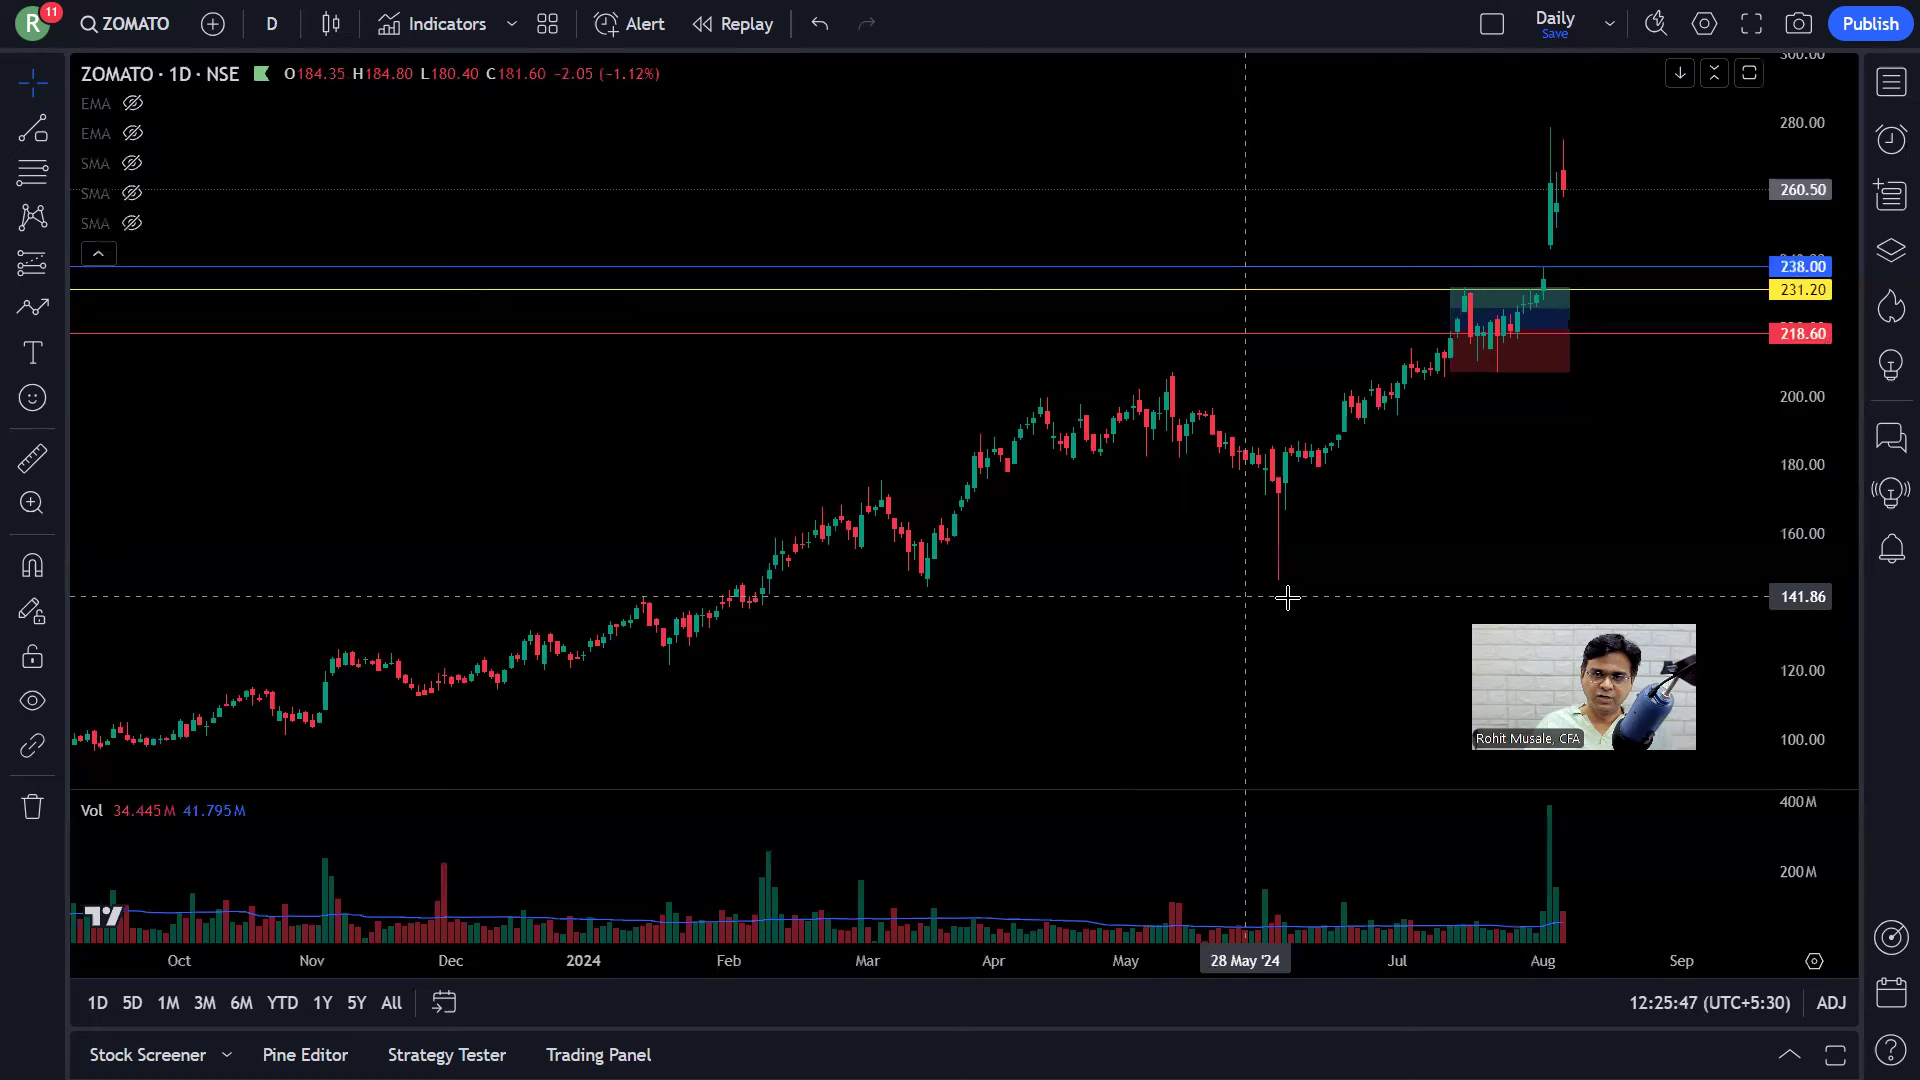 R
11
ZOMATO
D
Indicators
Alert
Replay
Daily
Save
Publish
ZOMATO · 1D · NSE
O184.35 H184.80 L180.40 C181.60 -2.05 (-1.12%)
EMA
EMA
SMA
SMA
SMA
300.00
280.00
260.50
238.00
231.20
218.60
200.00
180.00
160.00
141.86
120.00
100.00
Rohit Musale, CFA
Vol 34.445M 41.795M
400M
200M
Oct
Nov
Dec
2024
Feb
Mar
Apr
May
28 May '24
Jul
Aug
Sep
1D
5D
1M
3M
6M
YTD
1Y
5Y
All
12:25:47 (UTC+5:30)
ADJ
Stock Screener
Pine Editor
Strategy Tester
Trading Panel